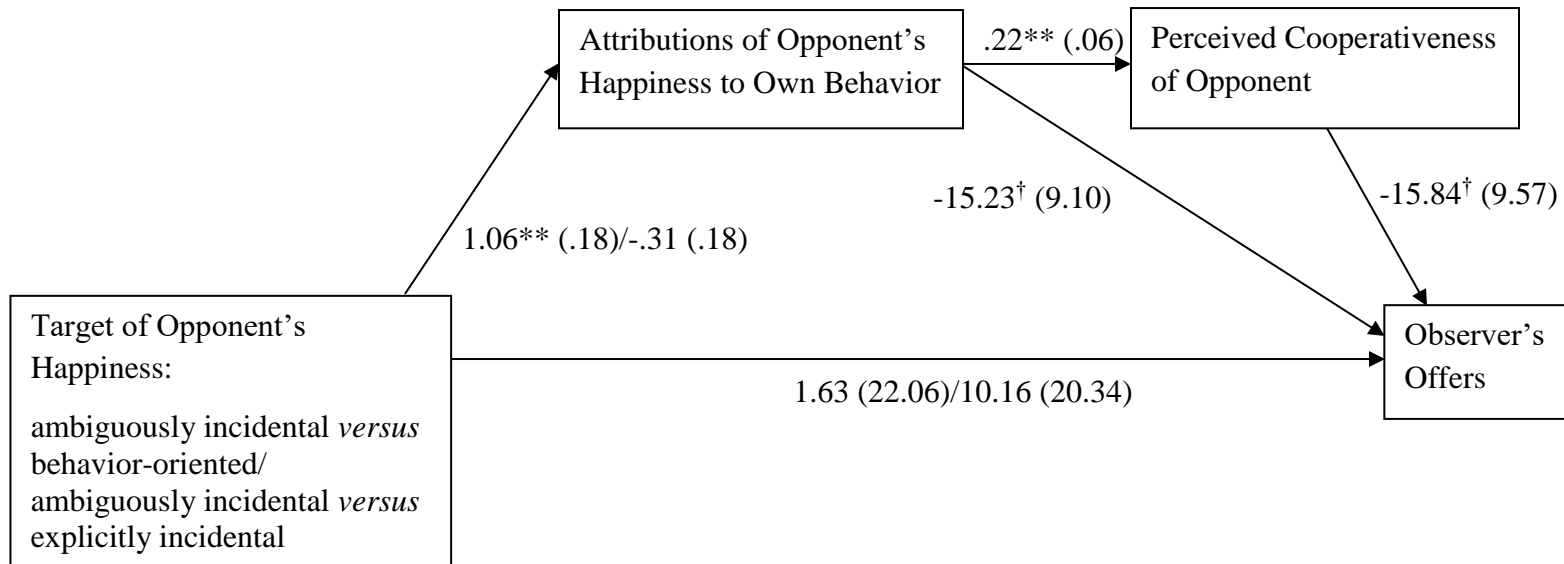 Attributions of Opponent’s
Happiness to Own Behavior
.22** (.06)
Perceived Cooperativeness
of Opponent
-15.23† (9.10)
-15.84† (9.57)
1.06** (.18)/-.31 (.18)
Target of Opponent’s
Happiness:
ambiguously incidental versus
behavior-oriented/
ambiguously incidental versus
explicitly incidental
1.63 (22.06)/10.16 (20.34)
Observer’s
Offers